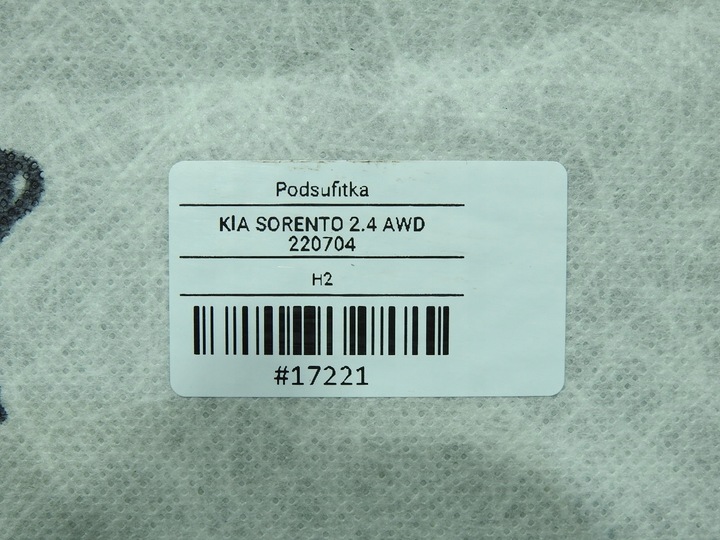 Podsufitka
KIA SORENTO 2.4 AWD
220704
H2
#17221